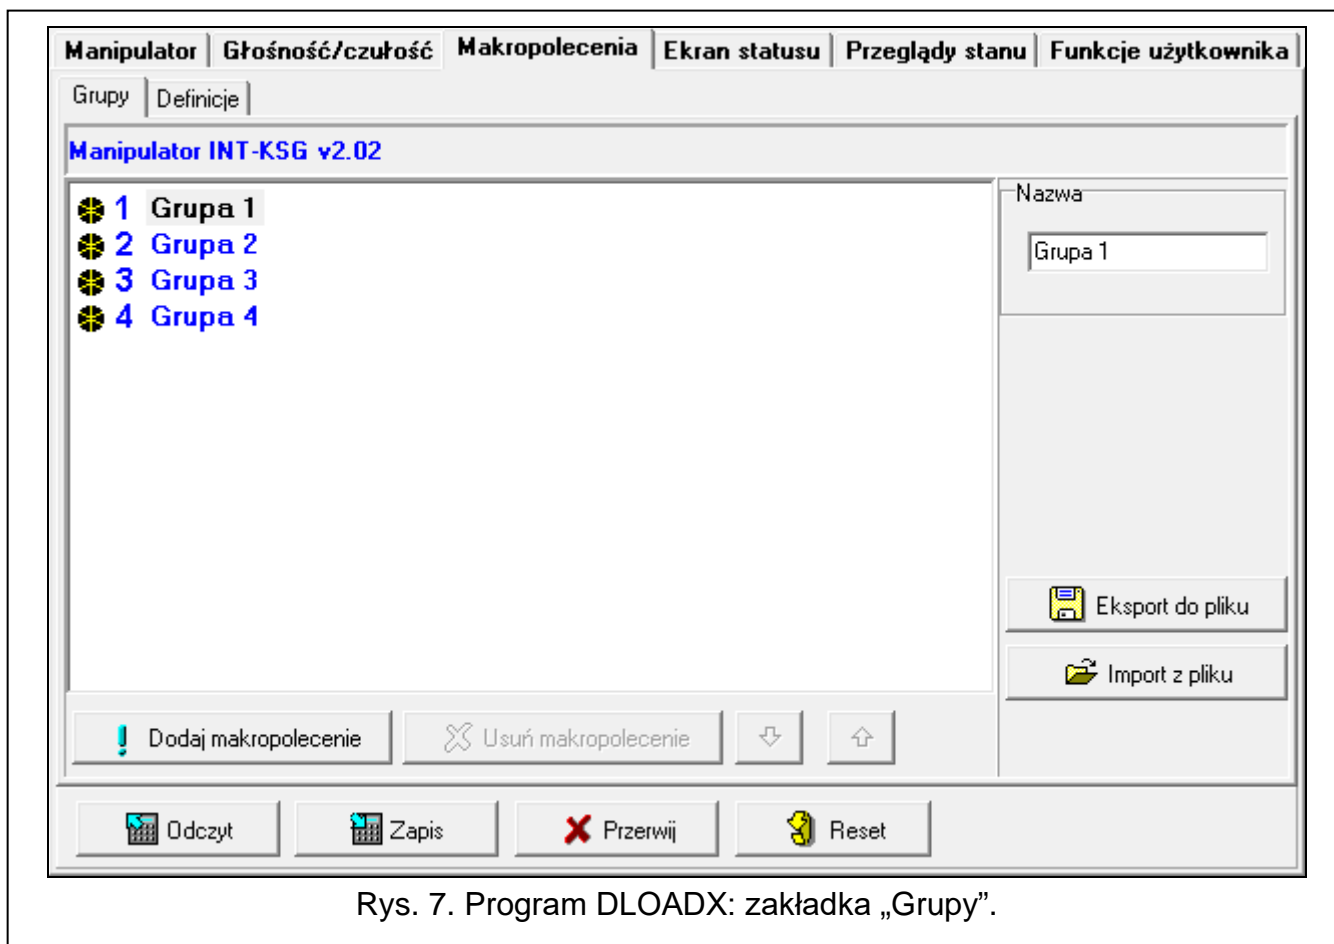 Manipulator Głośność/czułość Makropolecenia Ekran statusu Przeglądy stanu Funkcje użytkownika
Grupy Definicje
Manipulator INT-KSG v2.02
1 Grupa 1
2 Grupa 2
3 Grupa 3
4 Grupa 4
Nazwa
Grupa 1
Eksport do pliku
Import z pliku
Dodaj makropolecenie Usuń makropolecenie
Odczyt Zapis Przerwij Reset
Rys. 7. Program DLOADX: zakładka „Grupy”.